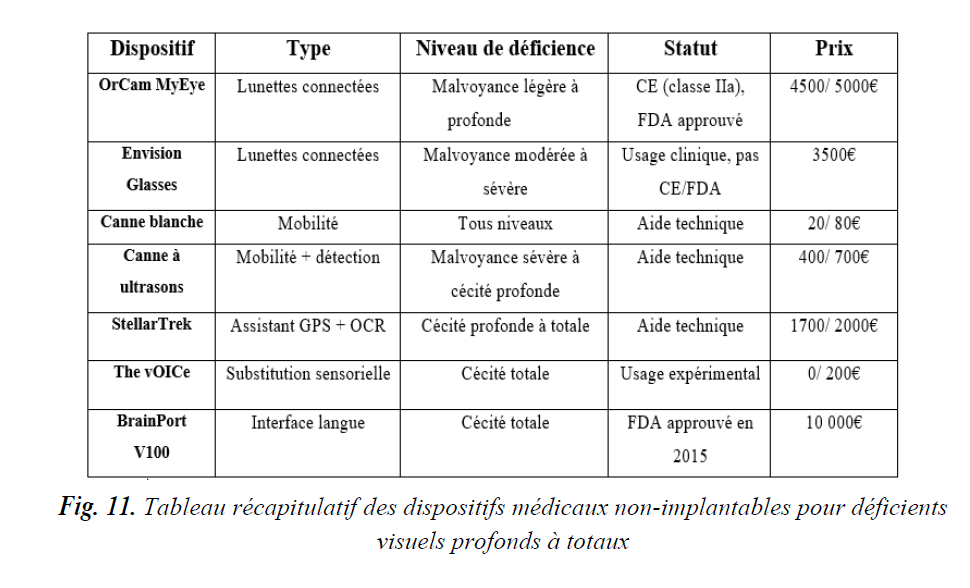 Dispositif Type Niveau de déficience Statut Prix
OrCam MyEye Lunettes connectées Malvoyance légère à CE (classe IIa), 4500/ 5000€
profonde FDA approuvé
Envision Lunettes connectées Malvoyance modérée à Usage clinique, pas 3500€
Glasses sévère CE/FDA
Canne blanche Mobilité Tous niveaux Aide technique 20/ 80€
Canne à Mobilité + détection Malvoyance sévère à Aide technique 400/ 700€
ultrasons cécité profonde
StellarTrek Assistant GPS + OCR Cécité profonde à totale Aide technique 1700/ 2000€
The vOICe Substitution sensorielle Cécité totale Usage expérimental 0/ 200€
BrainPort Interface langue Cécité totale FDA approuvé en 10 000€
V100 2015
Fig. 11. Tableau récapitulatif des dispositifs médicaux non-implantables pour déficients
visuels profonds à totaux